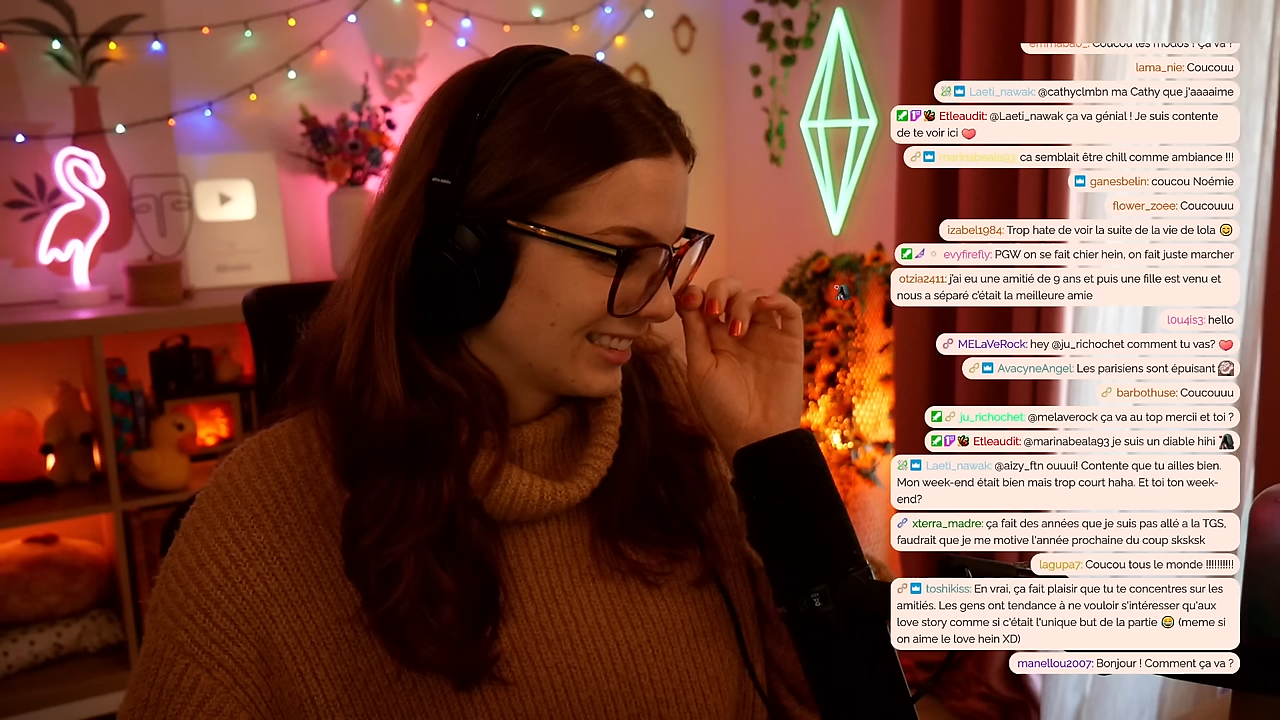 emmaba0_: Coucou les modos ! ça va ?
lama_nie: Coucouu
Laeti_nawak: @cathyclmbn ma Cathy que j'aaaaime
Etleaudit: @Laeti_nawak ça va génial ! Je suis contente
de te voir ici
marinabeala93: ca semblait être chill comme ambiance !!!
ganesbelin: coucou Noémie
flower_zoee: Coucouuu
izabel1984: Trop hate de voir la suite de la vie de lola
evyfirefly: PGW on se fait chier hein, on fait juste marcher
otzia2411: j'ai eu une amitié de 9 ans et puis une fille est venu et
nous a séparé c'était la meilleure amie
lou4is3: hello
MELaVeRock: hey @ju_richochet comment tu vas?
AvacyneAngel: Les parisiens sont épuisant
barbothuse: Coucouuu
ju_richochet: @melaverock ça va au top mercii et toi ?
Etleaudit: @marinabeala93 je suis un diable hihi
Laeti_nawak: @aizy_ftn ouuui! Contente que tu ailles bien.
Mon week-end était bien mais trop court haha. Et toi ton week-
end?
xterra_madre: ça fait des années que je suis pas allé a la TGS,
faudrait que je me motive l'année prochaine du coup sksksk
lagupa7: Coucou tous le monde !!!!!!!!!!
toshikiss: En vrai, ça fait plaisir que tu te concentres sur les
amitiés. Les gens ont tendance à ne vouloir s'intéresser qu'aux
love story comme si c'était l'unique but de la partie (meme si
on aime le love hein XD)
manellou2007: Bonjour ! Comment ça va ?